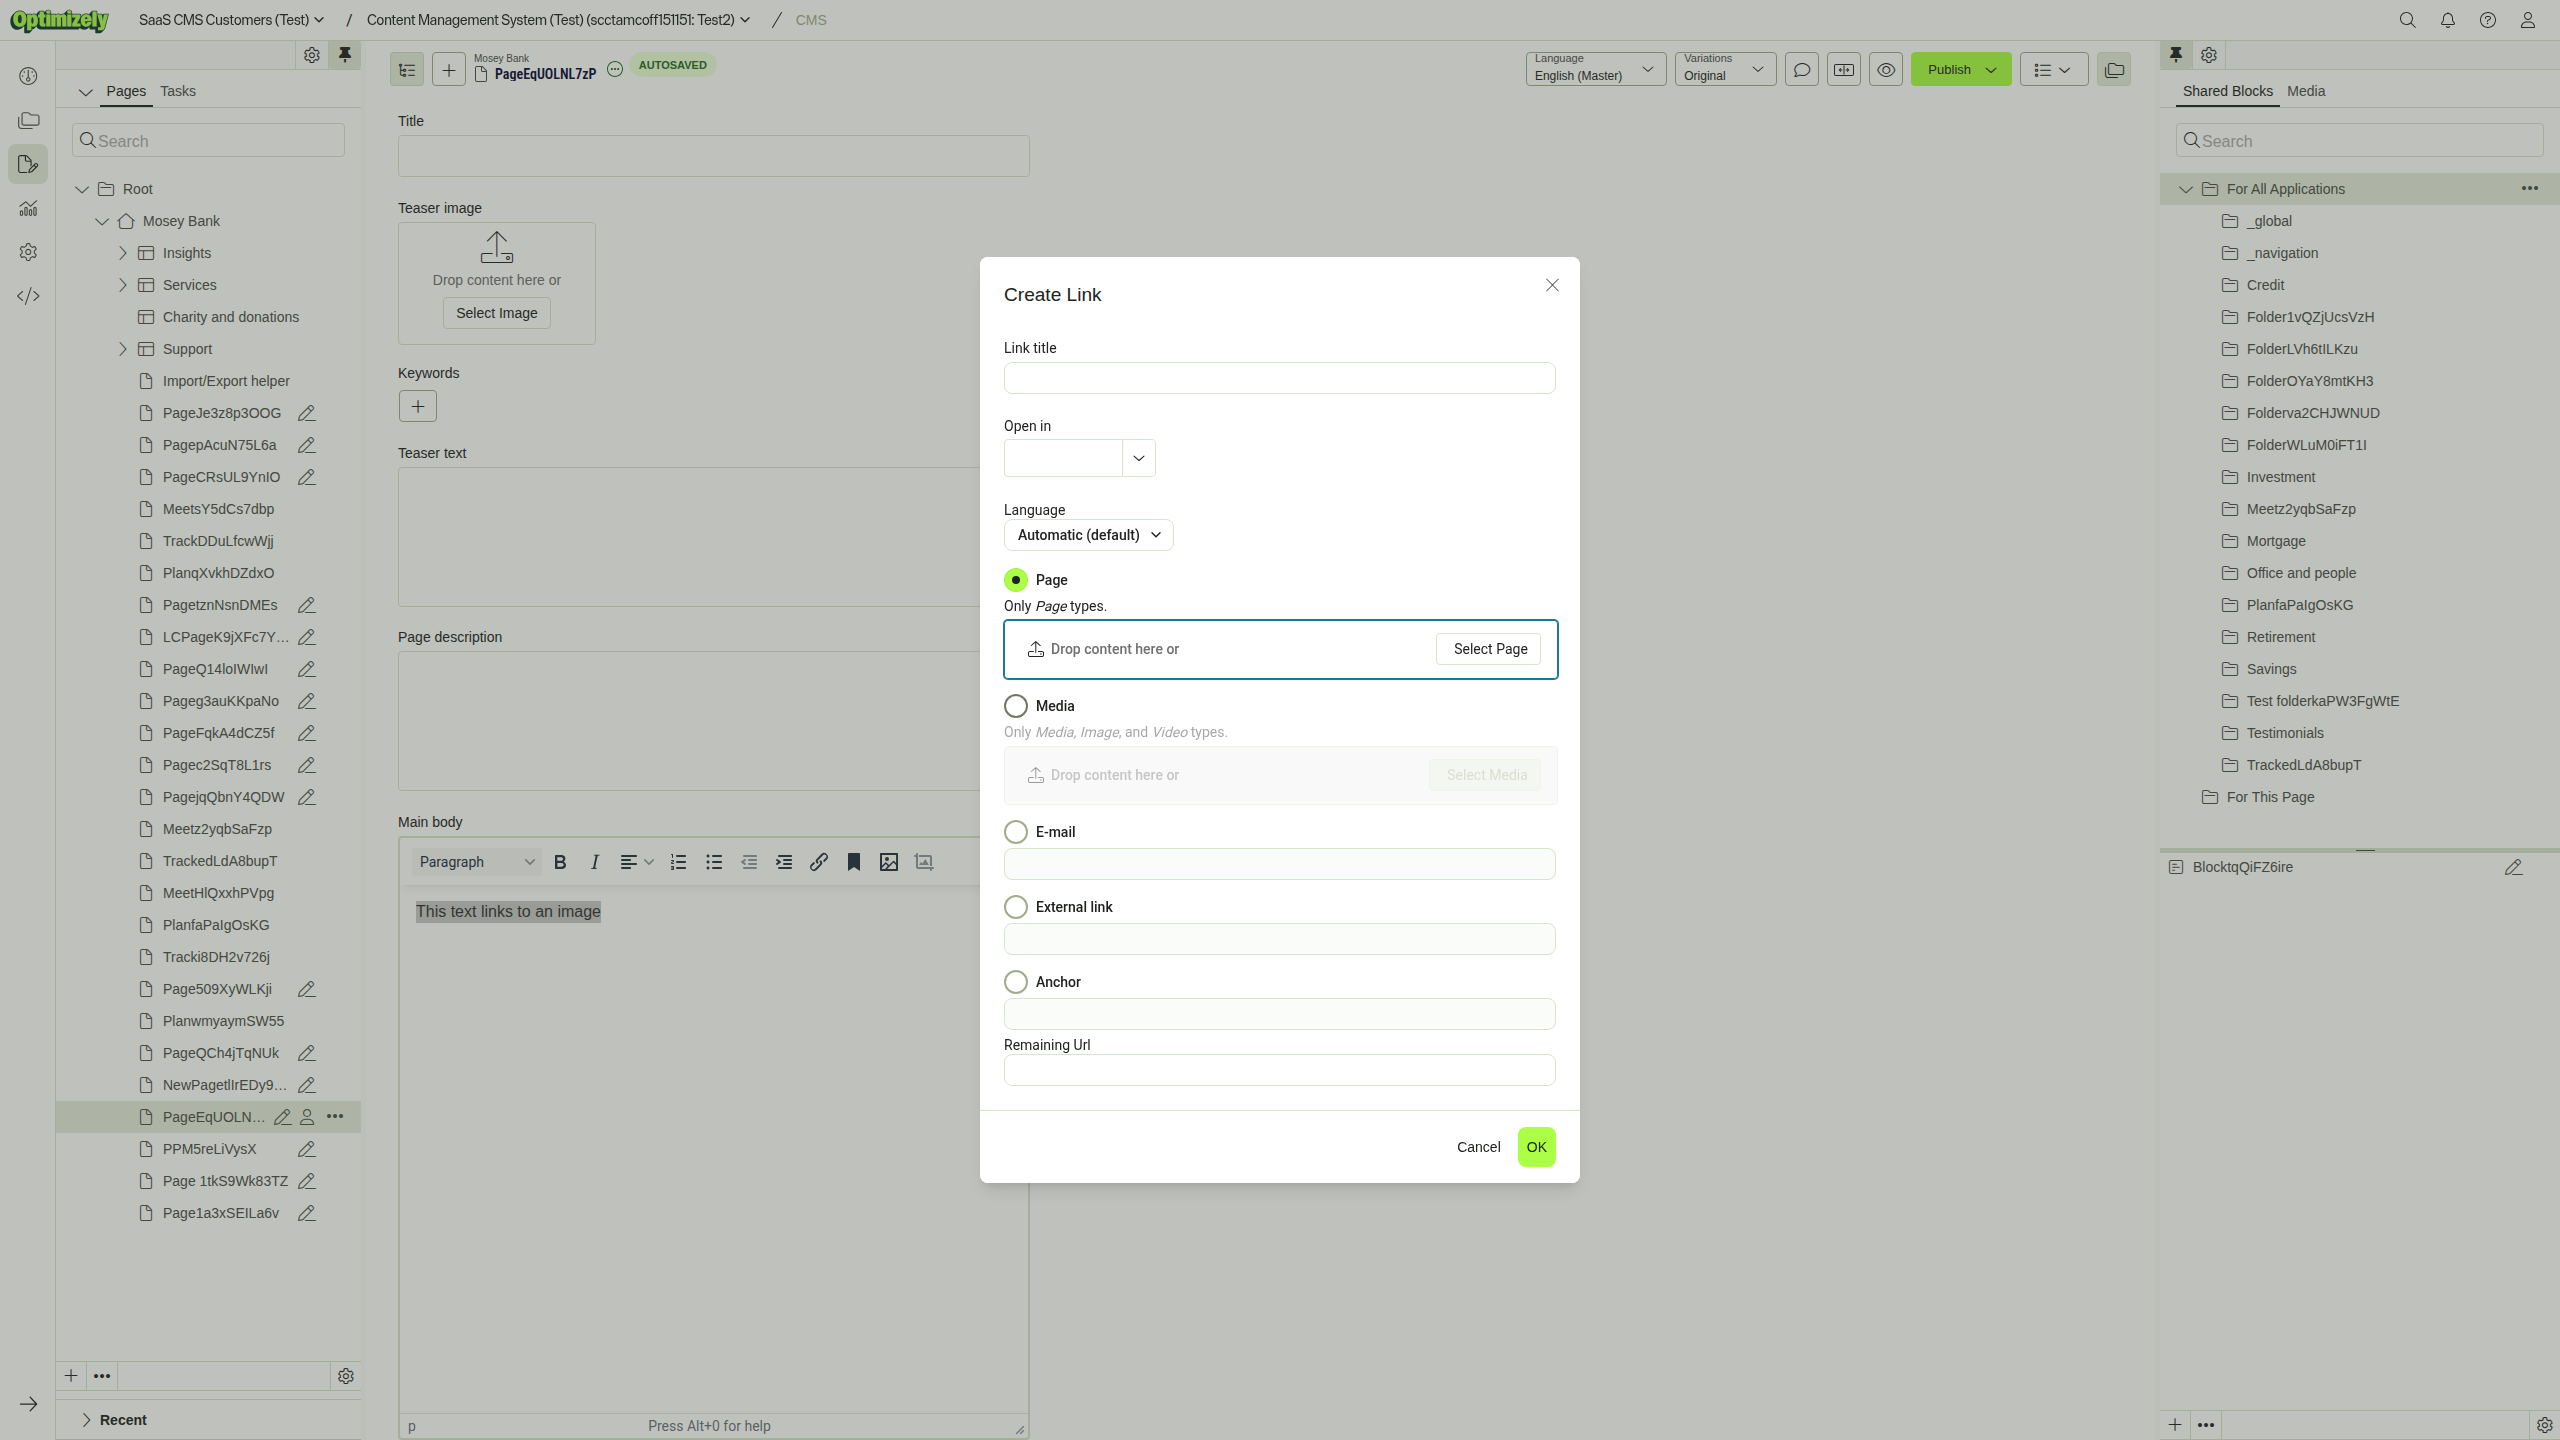 Optimizely
SaaS CMS Customers (Test) / Content Management System (Test) (scctamcoff151151: Test2) / CMS
Pages Tasks
Search
Root
Mosey Bank
Insights
Services
Charity and donations
Support
Import/Export helper
PageJe3z8p3OOG
PagepAcuN75L6a
PageCRsUL9YnIO
MeetsY5dCs7dbp
TrackDDuLfcwWjj
PlanqXvkhDZdxO
PagetznNsnDMEs
LCPageK9jXFc7Y...
PageQ14loIWIwI
Pageg3auKKpaNo
PageFqkA4dCZ5f
Pagec2SqT8L1rs
PagejqQbnY4QDW
Meetz2yqbSaFzp
TrackedLdA8bupT
MeetHlQxxhPVpg
PlanfaPaIgOsKG
Tracki8DH2v726j
Page509XyWLKji
PlanwmyaymSW55
PageQCh4jTqNUk
NewPagetlIrEDy9...
PageEqUOLN...
PPM5reLiVysX
Page 1tkS9Wk83TZ
Page1a3xSEILa6v
Recent
Mosey Bank
PageEqUOLNL7zP
AUTOSAVED
Language
English (Master)
Variations
Original
Publish
Title
Teaser image
Drop content here or
Select Image
Keywords
Teaser text
Page description
Main body
Paragraph
This text links to an image
p
Press Alt+0 for help
Create Link
Link title
Open in
Language
Automatic (default)
Page
Only Page types.
Drop content here or
Select Page
Media
Only Media, Image, and Video types.
Drop content here or
Select Media
E-mail
External link
Anchor
Remaining Url
Cancel
OK
Shared Blocks Media
Search
For All Applications
_global
_navigation
Credit
Folder1vQZjUcsVzH
FolderLVh6tILKzu
FolderOYaY8mtKH3
Folderva2CHJWNUD
FolderWLuM0iFT1I
Investment
Meetz2yqbSaFzp
Mortgage
Office and people
PlanfaPaIgOsKG
Retirement
Savings
Test folderkaPW3FgWtE
Testimonials
TrackedLdA8bupT
For This Page
BlocktqQiFZ6ire